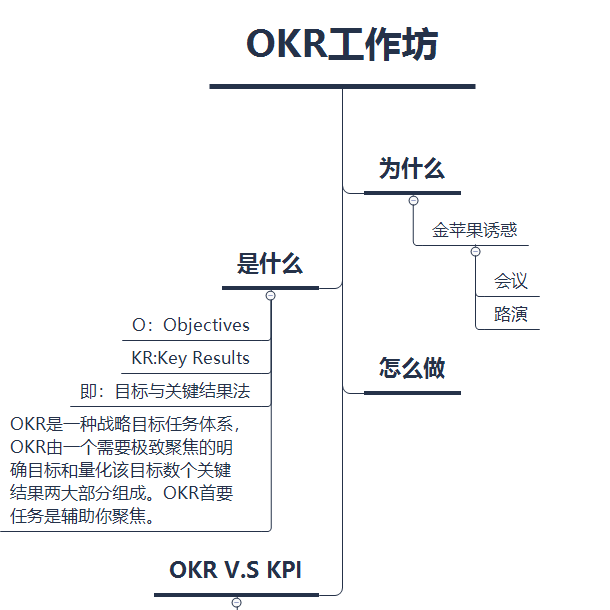 OKR工作坊
为什么
金苹果诱惑
会议
路演
是什么
O：Objectives
KR:Key Results
即：目标与关键结果法
OKR是一种战略目标任务体系，
OKR由一个需要极致聚焦的明
确目标和量化该目标数个关键
结果两大部分组成。OKR首要
任务是辅助你聚焦。
怎么做
OKR V.S KPI